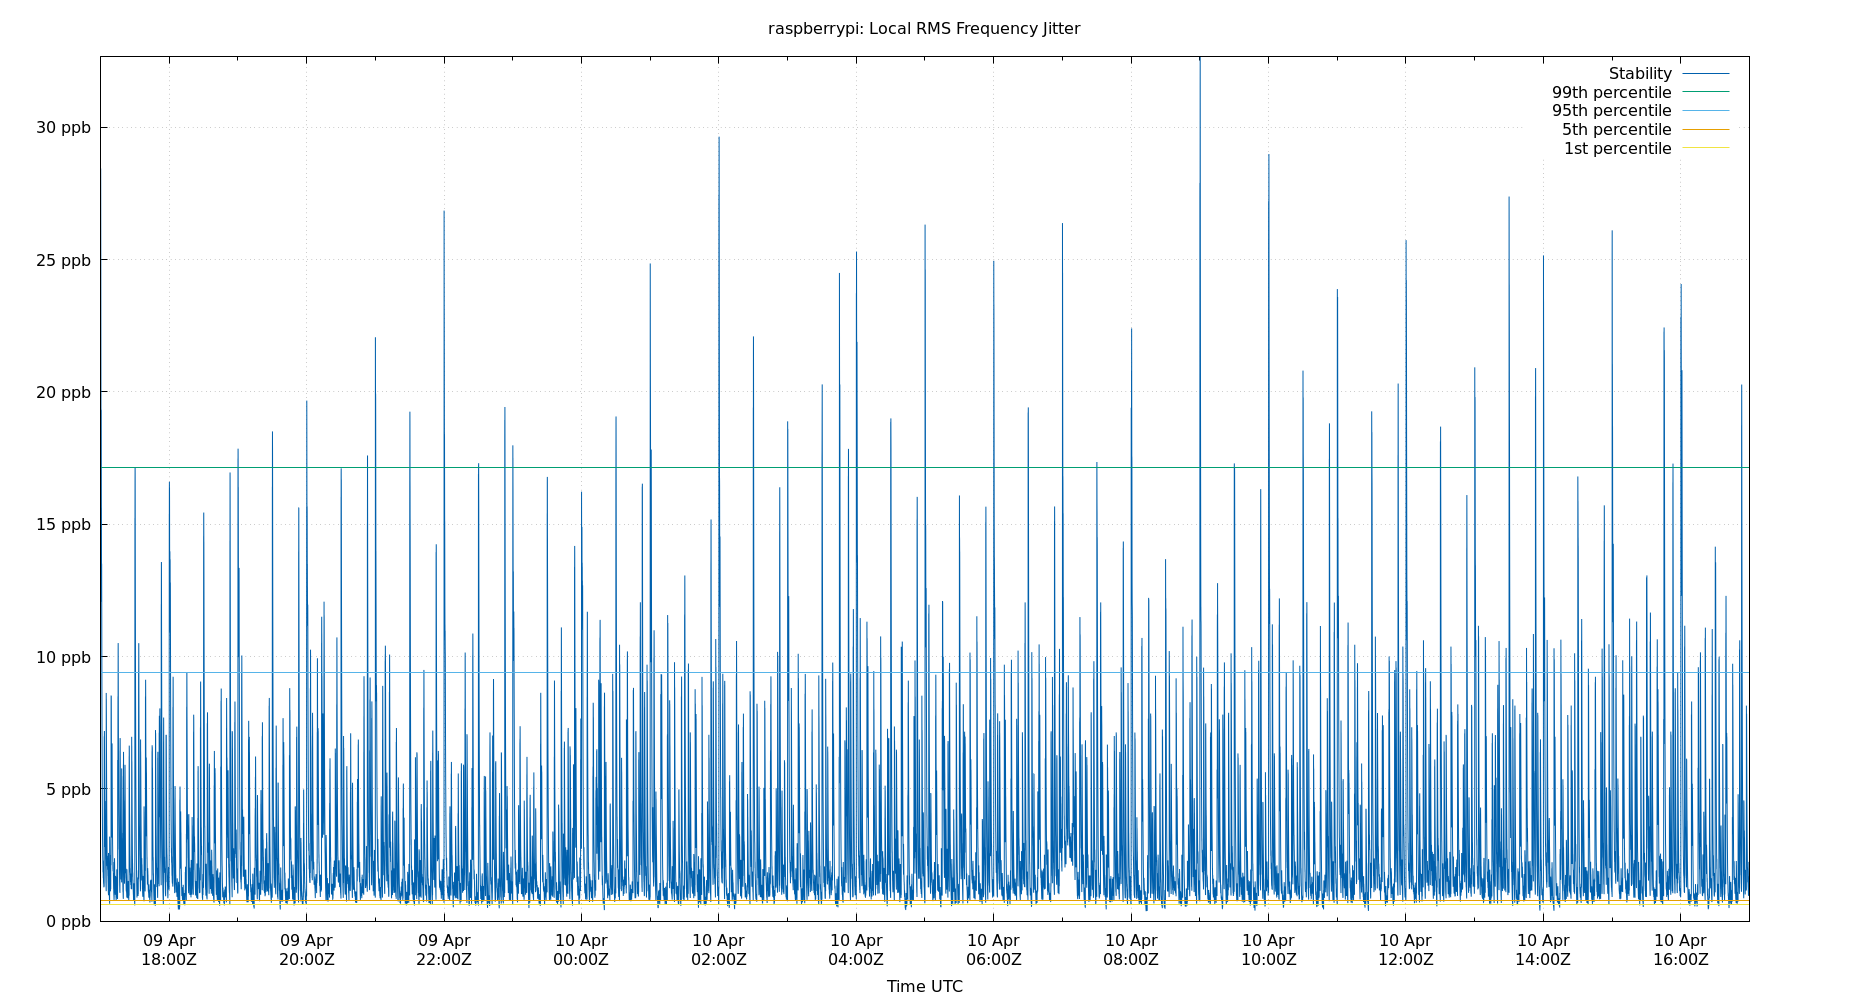 raspberrypi: Local RMS Frequency Jitter
Stability
99th percentile
95th percentile
5th percentile
1st percentile
30 ppb
25 ppb
20 ppb
15 ppb
10 ppb
5 ppb
0 ppb
09 Apr 09 Apr 09 Apr 10 Apr 10 Apr 10 Apr 10 Apr 10 Apr 10 Apr 10 Apr 10 Apr 10 Apr
18:00Z 20:00Z 22:00Z 00:00Z 02:00Z 04:00Z 06:00Z 08:00Z 10:00Z 12:00Z 14:00Z 16:00Z
Time UTC